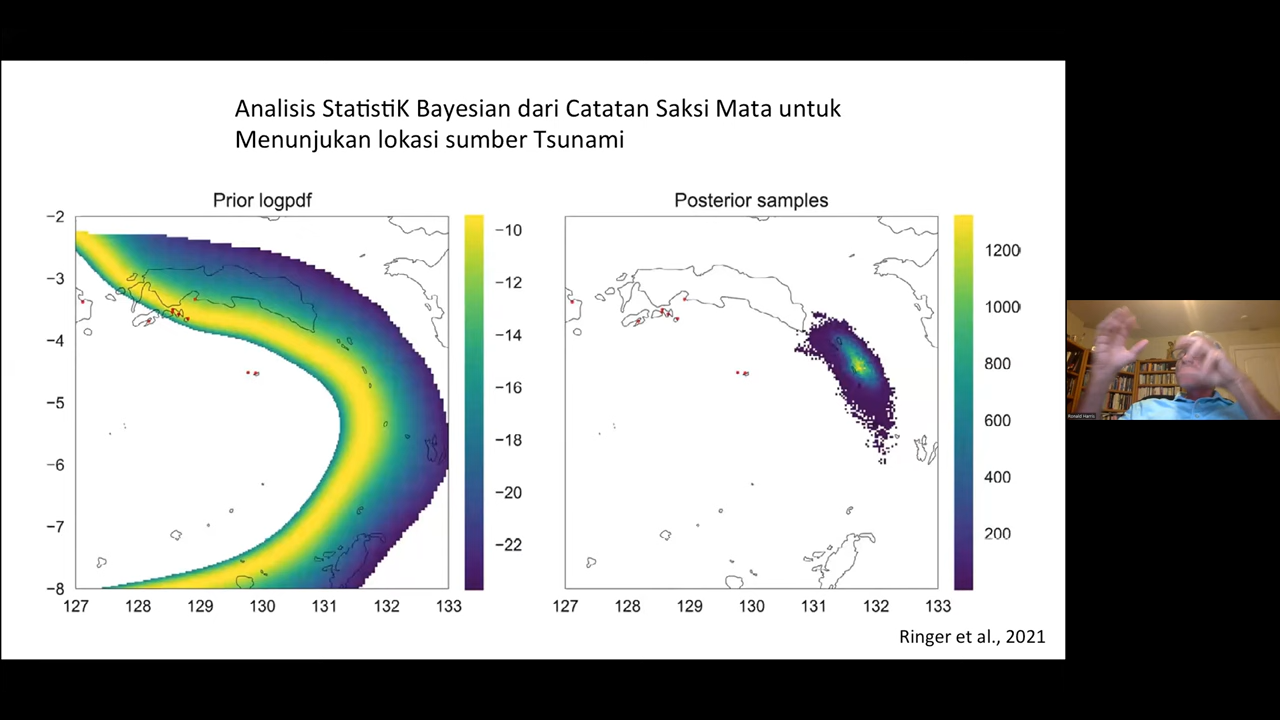 Analisis StatistiK Bayesian dari Catatan Saksi Mata untuk
Menunjukan lokasi sumber Tsunami
Prior logpdf
−2
−3
−4
−5
−6
−7
−8
127 128 129 130 131 132 133
−10
−12
−14
−16
−18
−20
−22
Posterior samples
127 128 129 130 131 132 133
1200
1000
800
600
400
200
Ringer et al., 2021
Ronald Harris